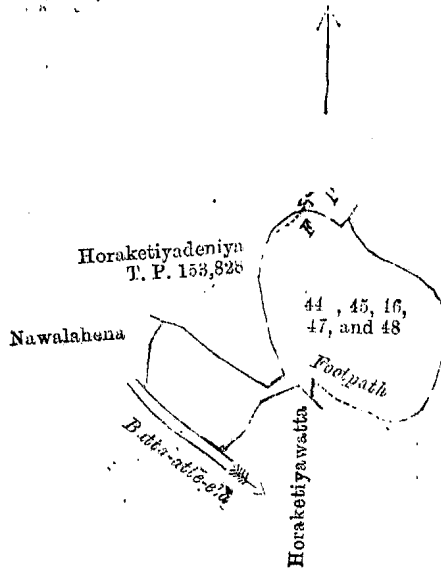 Horaketiyadeniya
T. P. 153,828
44 , 45, 16,
47, and 48
Nawalahena
Footpath
Horaketiyawatta